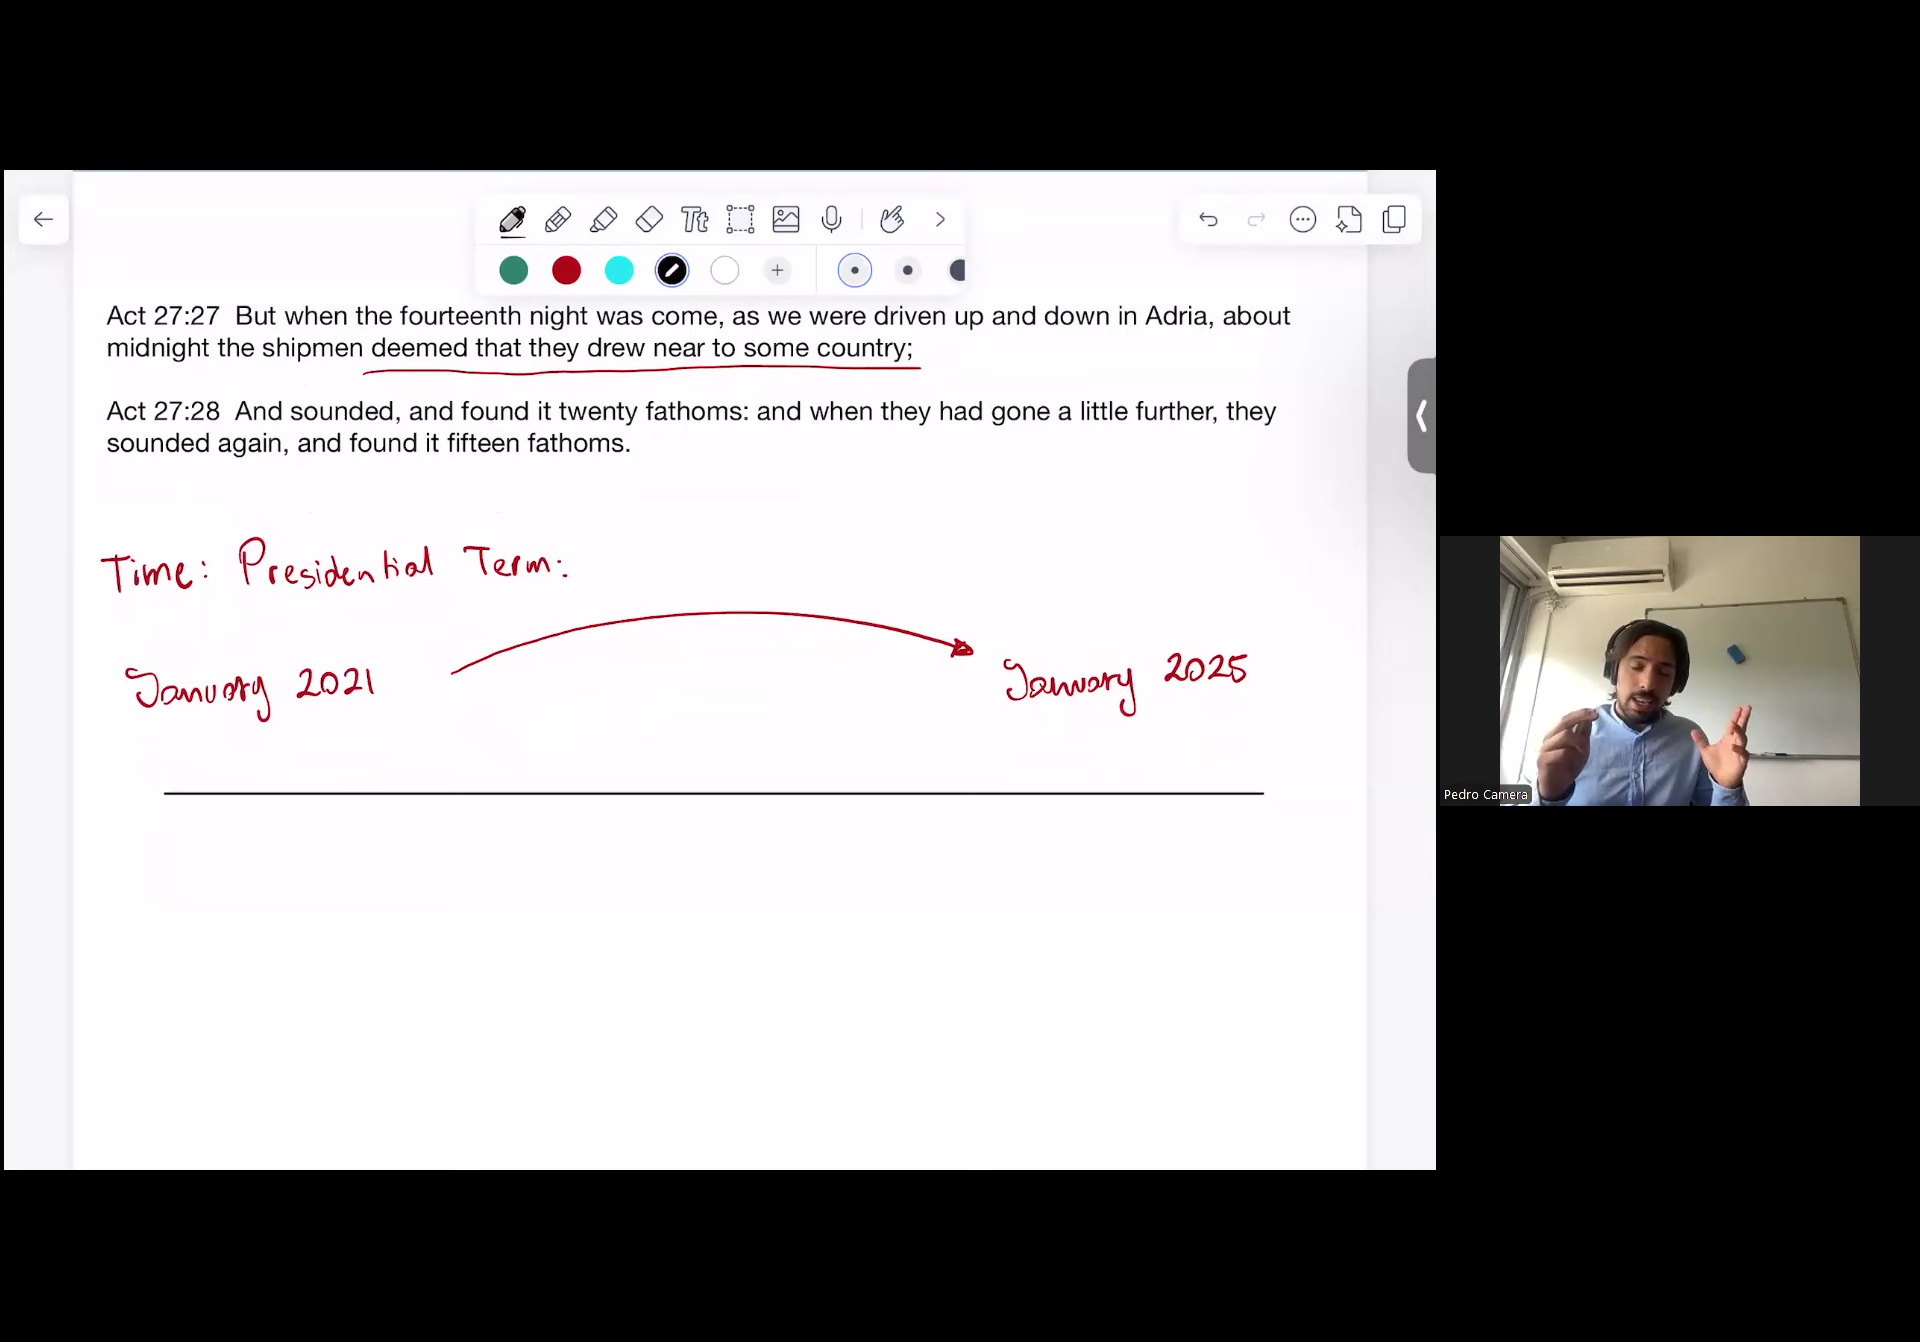 Tt
Act 27:27 But when the fourteenth night was come, as we were driven up and down in Adria, about
midnight the shipmen deemed that they drew near to some country;
Act 27:28 And sounded, and found it twenty fathoms: and when they had gone a little further, they
sounded again, and found it fifteen fathoms.
Time: Presidential Term:
January 2021
January 2025
Pedro Camera